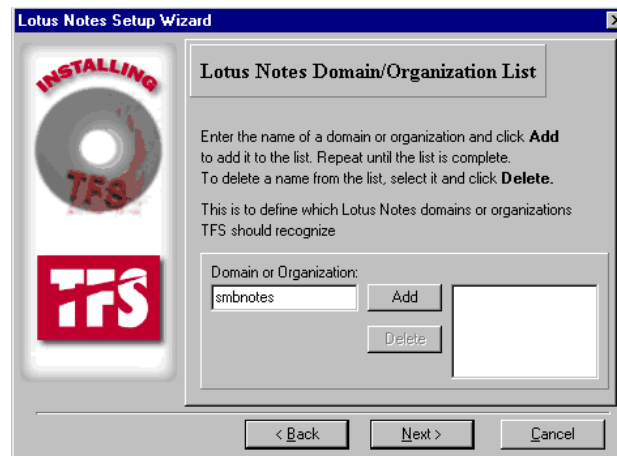 Lotus Notes Setup Wizard
INSTALLING
TFS
TFS
Lotus Notes Domain/Organization List
Enter the name of a domain or organization and click Add
to add it to the list. Repeat until the list is complete.
To delete a name from the list, select it and click Delete.
This is to define which Lotus Notes domains or organizations
TFS should recognize
Domain or Organization:
smbnotes
Add
Delete
< Back
Next >
Cancel